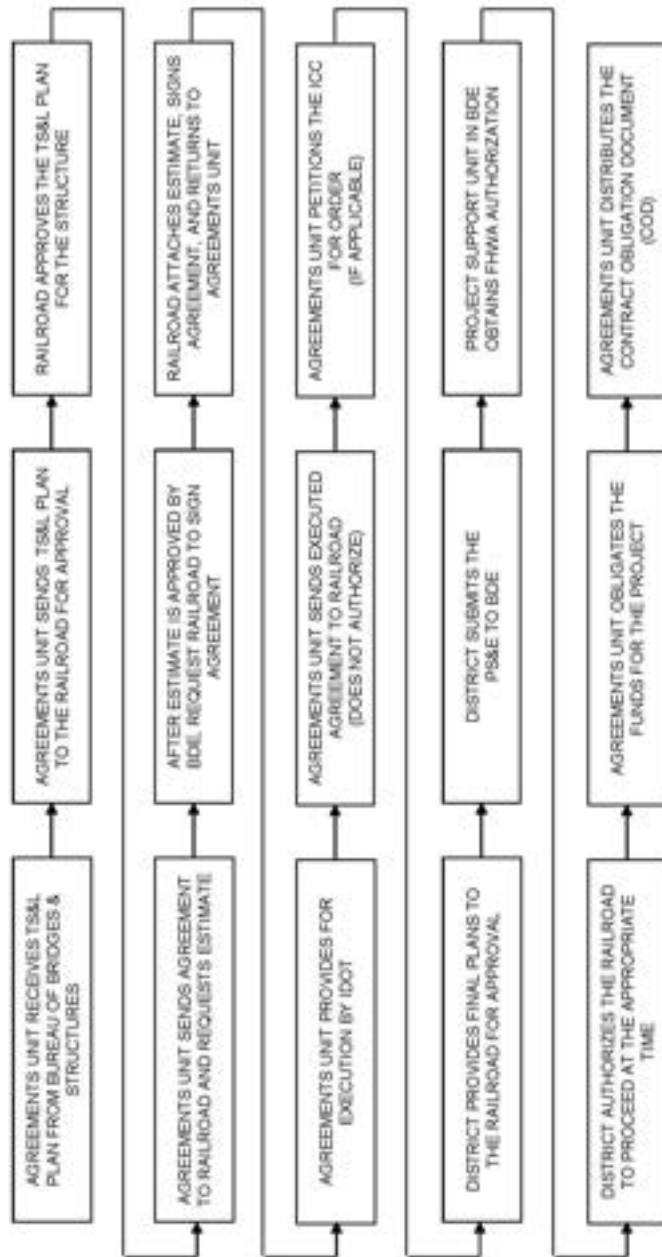 AGREEMENTS UNIT RECEIVES TS&L
PLAN FROM BUREAU OF BRIDGES &
STRUCTURES
AGREEMENTS UNIT SENDS TS&L PLAN
TO THE RAILROAD FOR APPROVAL
RAILROAD APPROVES THE TS&L PLAN
FOR THE STRUCTURE
AGREEMENTS UNIT SENDS AGREEMENT
TO RAILROAD AND REQUESTS ESTIMATE
AFTER ESTIMATE IS APPROVED BY
BDE, REQUEST RAILROAD TO SIGN
AGREEMENT
RAILROAD ATTACHES ESTIMATE, SIGNS
AGREEMENT, AND RETURNS TO
AGREEMENTS UNIT
AGREEMENTS UNIT PROVIDES FOR
EXECUTION BY IDOT
AGREEMENTS UNIT SENDS EXECUTED
AGREEMENT TO RAILROAD
(DOES NOT AUTHORIZE)
AGREEMENTS UNIT PETITIONS THE ICC
FOR ORDER
(IF APPLICABLE)
DISTRICT PROVIDES FINAL PLANS TO
THE RAILROAD FOR APPROVAL
DISTRICT SUBMITS THE
PS&E TO BDE
PROJECT SUPPORT UNIT IN BDE
OBTAINS FHWA AUTHORIZATION
DISTRICT AUTHORIZES THE RAILROAD
TO PROCEED AT THE APPROPRIATE
TIME
AGREEMENTS UNIT OBLIGATES THE
FUNDS FOR THE PROJECT
AGREEMENTS UNIT DISTRIBUTES THE
CONTRACT OBLIGATION DOCUMENT
(COD)